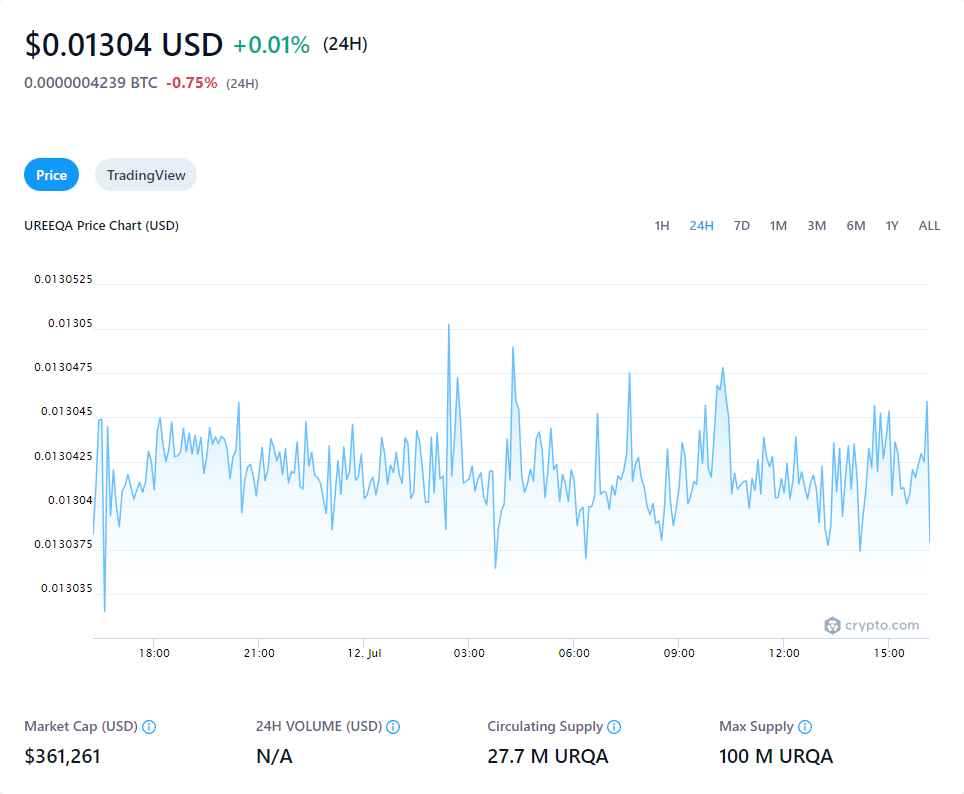 $0.01304 USD +0.01% (24H)
0.0000004239 BTC -0.75% (24H)
Price TradingView
UREEQA Price Chart (USD) 1H 24H 7D 1M 3M 6M 1Y ALL
0.0130525
0.01305
0.0130475
0.013045
0.0130425
0.01304
0.0130375
0.013035
crypto.com
18:00 21:00 12. Jul 03:00 06:00 09:00 12:00 15:00
Market Cap (USD) 24H VOLUME (USD) Circulating Supply Max Supply
$361,261 N/A 27.7 M URQA 100 M URQA